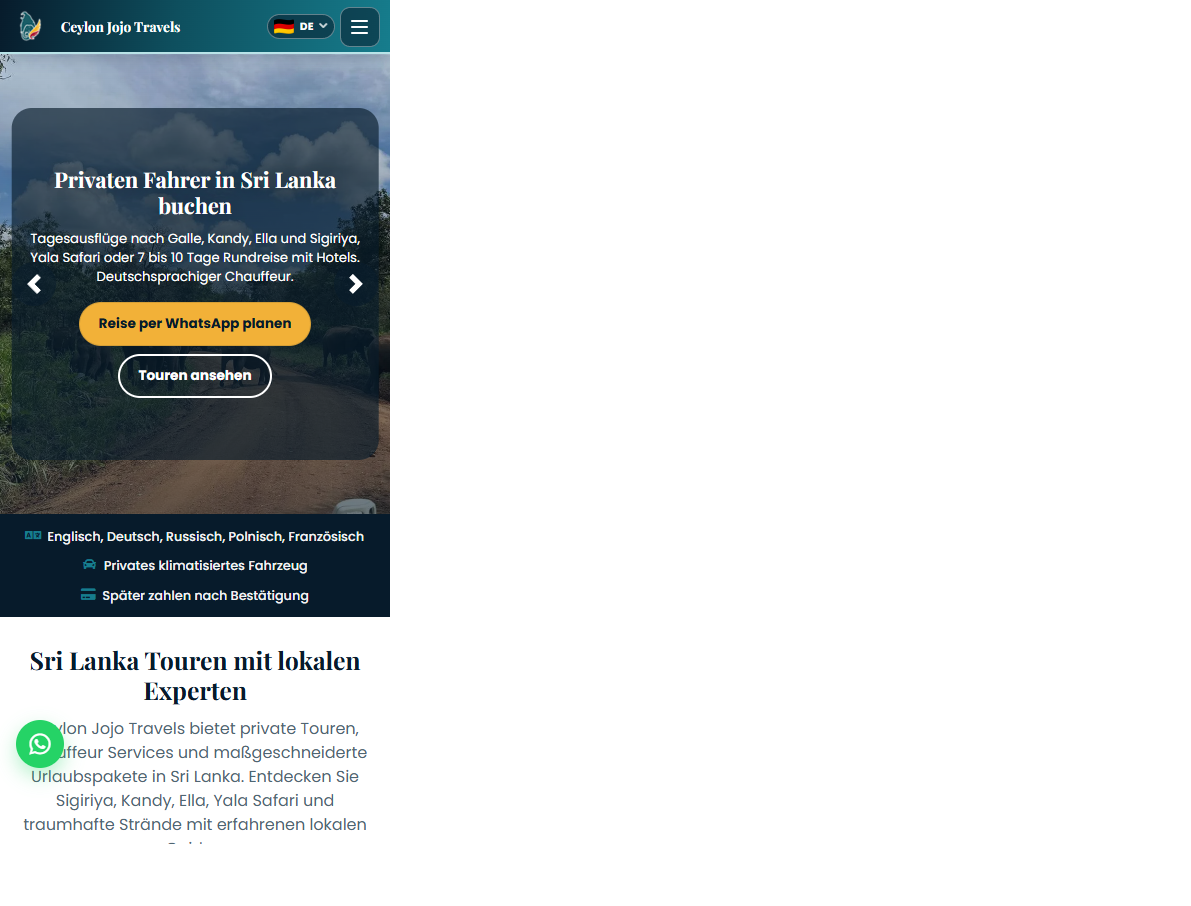 Ceylon Jojo Travels
DE
Privaten Fahrer in Sri Lanka
buchen
Tagesausflüge nach Galle, Kandy, Ella und Sigiriya,
Yala Safari oder 7 bis 10 Tage Rundreise mit Hotels.
Deutschsprachiger Chauffeur.
Reise per WhatsApp planen
Touren ansehen
Englisch, Deutsch, Russisch, Polnisch, Französisch
Privates klimatisiertes Fahrzeug
Später zahlen nach Bestätigung
Sri Lanka Touren mit lokalen
Experten
Jojo Travels bietet private Touren,
Services und maßgeschneiderte
Urlaubspakete in Sri Lanka. Entdecken Sie
Sigiriya, Kandy, Ella, Yala Safari und
traumhafte Strände mit erfahrenen lokalen